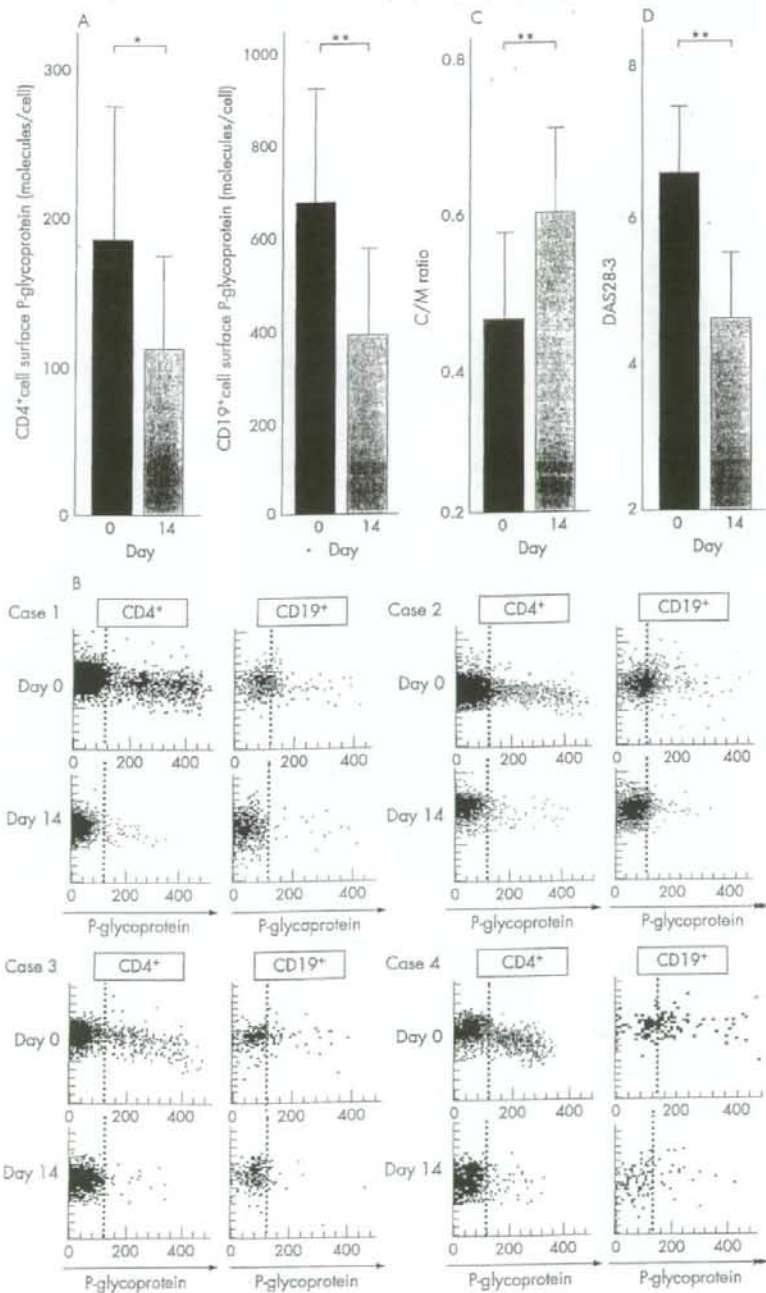 A
CD4+cell surface P-glycoprotein (molecules/cell)
300
200
100
0
*
0 14
Day
CD19+cell surface P-glycoprotein (molecules/cell)
1000
800
600
400
200
0
**
0 14
Day
C
C/M ratio
0.8
0.6
0.4
0.2
**
0 14
Day
D
DAS28-3
8
6
4
2
**
0 14
Day
B
Case 1 CD4+ CD19+
Day 0
0 200 400 0 200 400
Day 14
0 200 400 0 200 400
P-glycoprotein P-glycoprotein
Case 2 CD4+ CD19+
Day 0
0 200 400 0 200 400
Day 14
0 200 400 0 200 400
P-glycoprotein P-glycoprotein
Case 3 CD4+ CD19+
Day 0
0 200 400 0 200 400
Day 14
0 200 400 0 200 400
P-glycoprotein P-glycoprotein
Case 4 CD4+ CD19+
Day 0
0 200 400 0 200 400
Day 14
0 200 400 0 200 400
P-glycoprotein P-glycoprotein